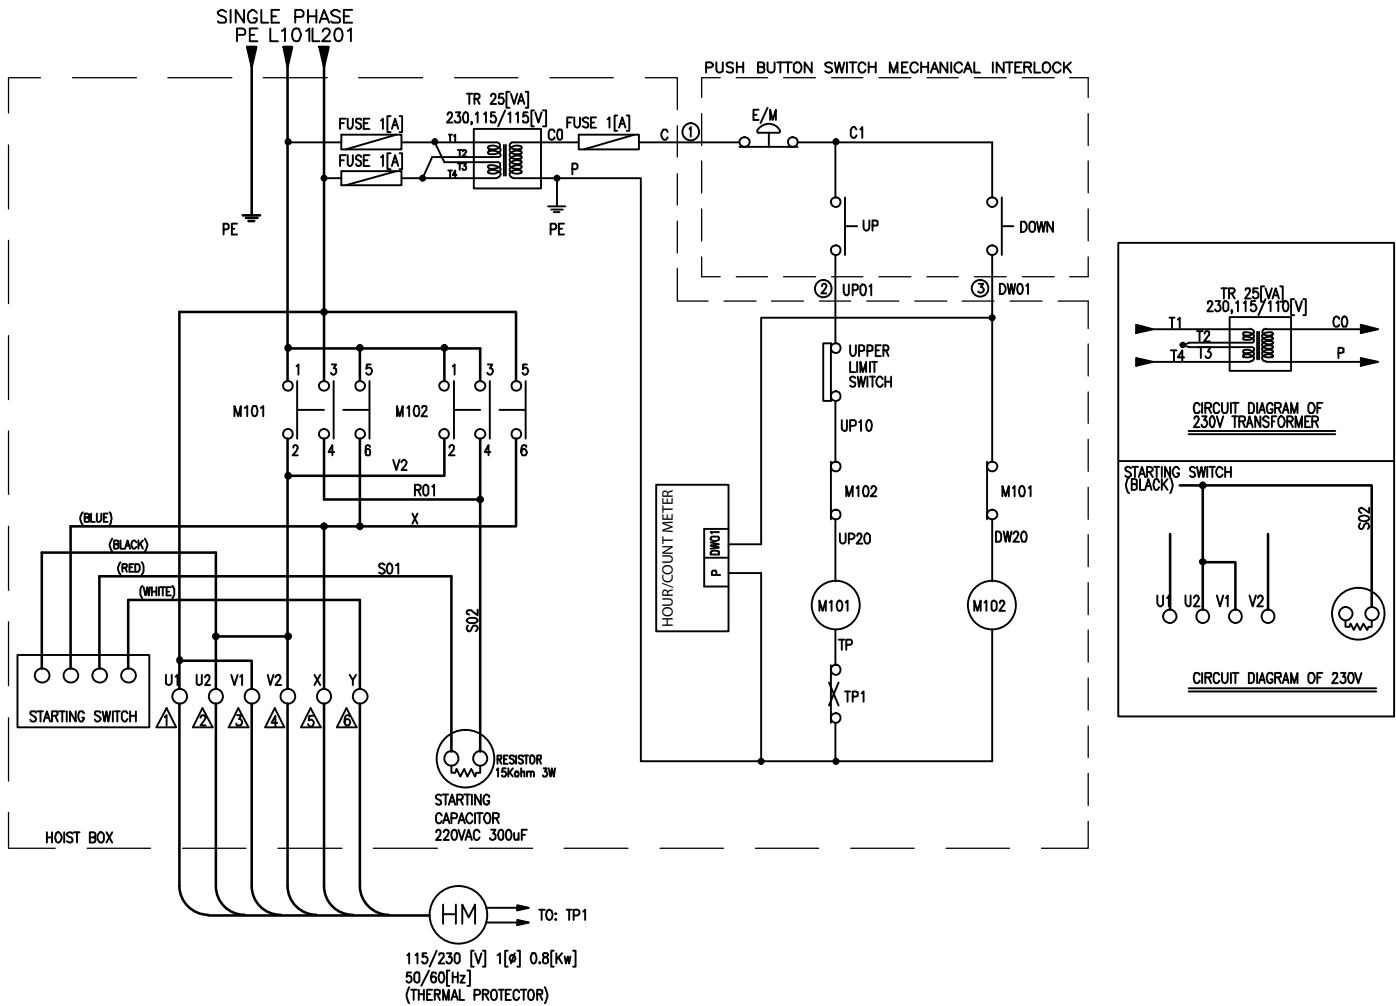 SINGLE PHASE
PE L101L201
PUSH BUTTON SWITCH MECHANICAL INTERLOCK
TR 25[VA]
230,115/115[V]
FUSE 1[A]
C0
FUSE 1[A]
C
1
E/M
C1
T1
T2
T3
T4
FUSE 1[A]
P
PE
PE
UP
DOWN
2
UP01
3
DW01
TR 25[VA]
230,115/110[V]
T1
T2
T3
T4
C0
P
CIRCUIT DIAGRAM OF
230V TRANSFORMER
UPPER
LIMIT
SWITCH
1 3 5
1 3 5
M101
M102
2 4 6
2 4 6
UP10
V2
R01
X
M102
M101
UP20
DW20
HOUR/COUNT METER
DW01
P
STARTING SWITCH
(BLACK)
S02
U1 U2 V1 V2
CIRCUIT DIAGRAM OF 230V
(BLUE)
(BLACK)
(RED)
S01
(WHITE)
S02
M101
M102
TP
TP1
STARTING SWITCH
U1 U2 V1 V2 X Y
1 2 3 4 5 6
RESISTOR
15Kohm 3W
STARTING
CAPACITOR
220VAC 300uF
HOIST BOX
HM
TO: TP1
115/230 [V] 1[ø] 0.8[Kw]
50/60[Hz]
(THERMAL PROTECTOR)